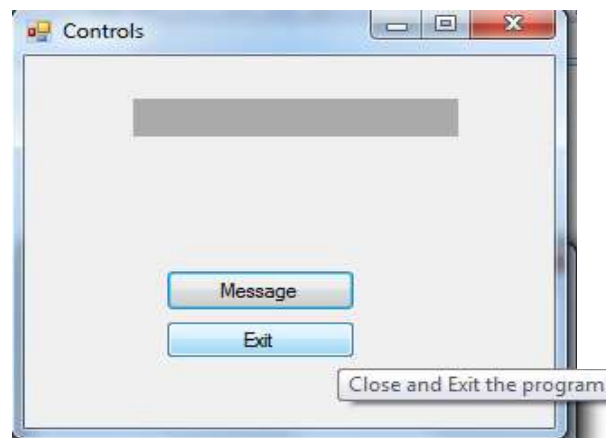 Controls
Message
Exit
Close and Exit the program